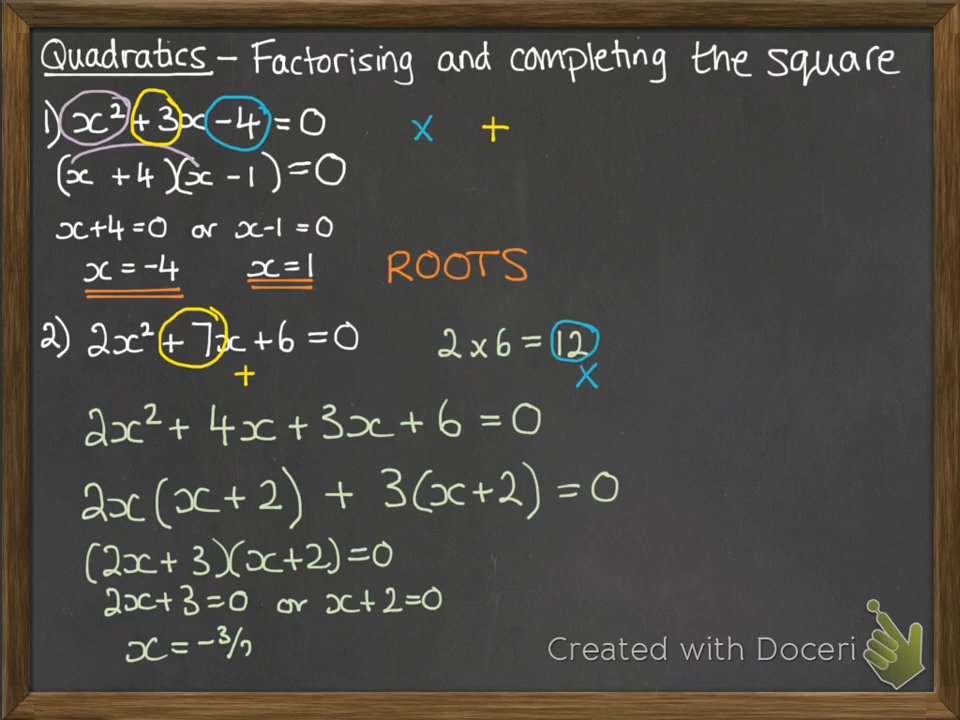 Quadratics – Factorising and completing the square
1) x² + 3x - 4 = 0 x +
(x + 4)(x - 1) = 0
x+4 = 0 or x-1 = 0
x = -4 x = 1 ROOTS
2) 2x² + 7x + 6 = 0 2 x 6 = 12
+ x
2x² + 4x + 3x + 6 = 0
2x(x+2) + 3(x+2) = 0
(2x+3)(x+2) = 0
2x+3 = 0 or x+2=0
x = -3/2
Created with Doceri